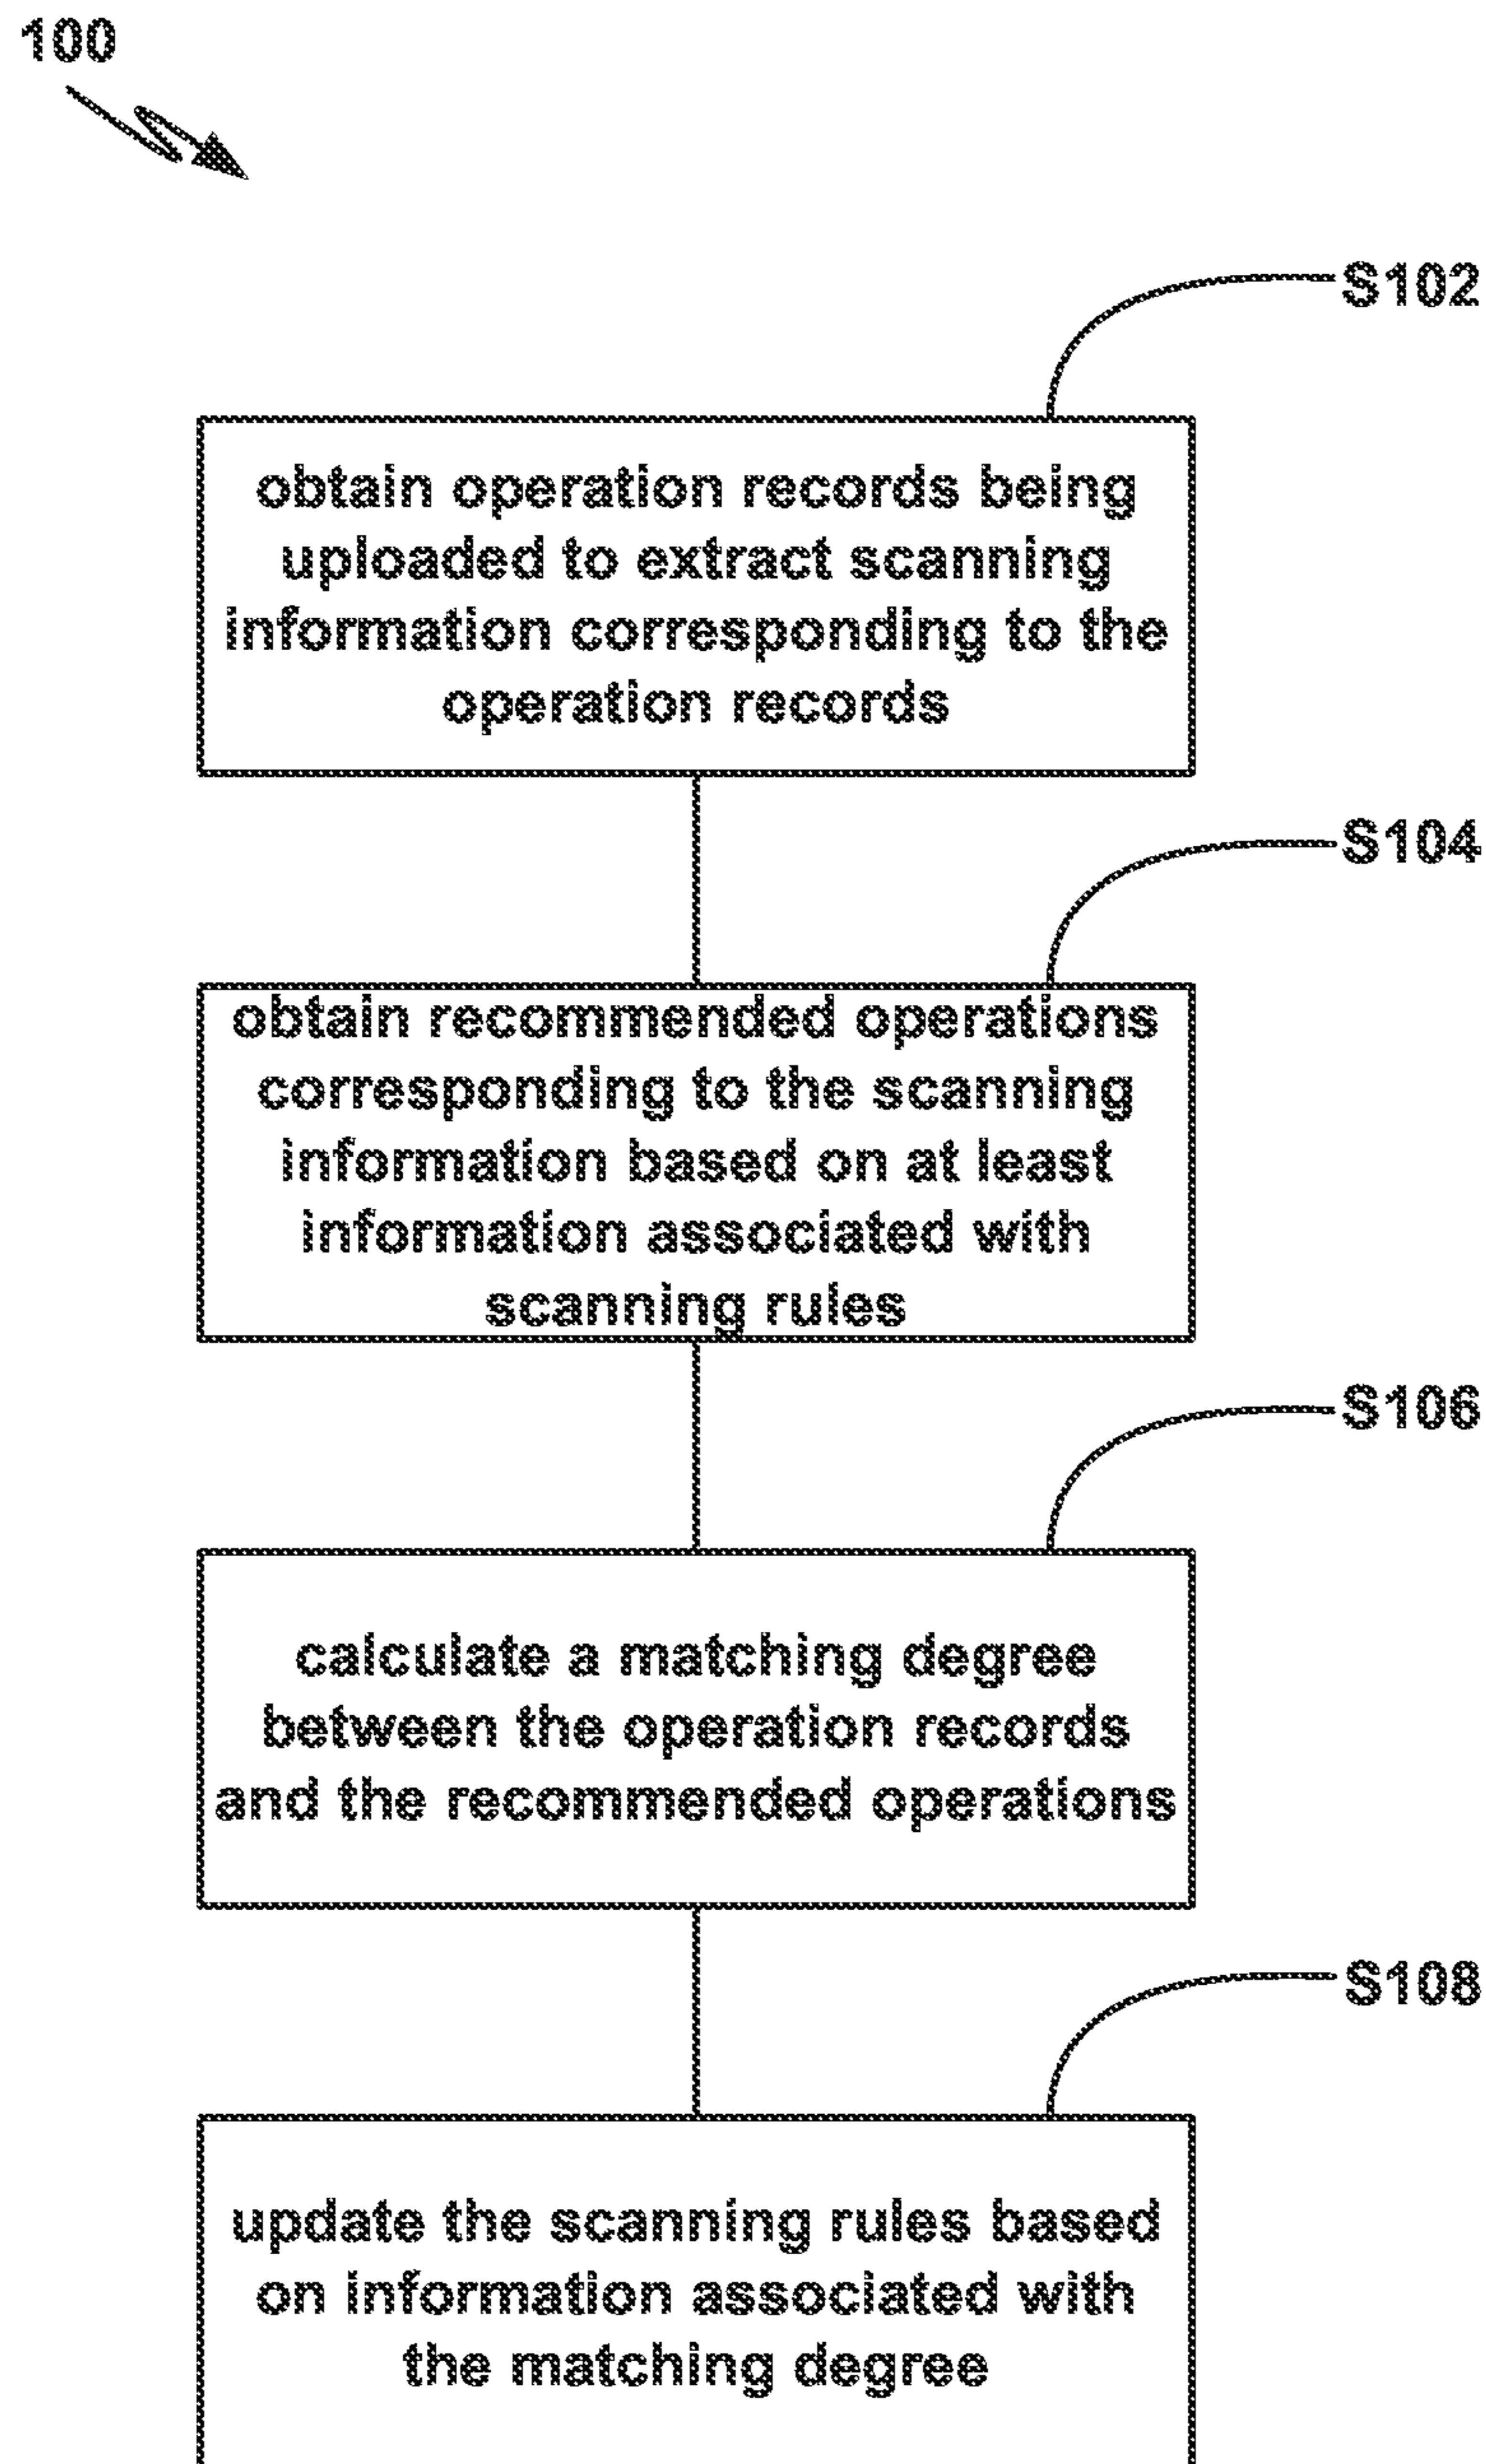 100
S102
obtain operation records being
uploaded to extract scanning
information corresponding to the
operation records
S104
obtain recommended operations
corresponding to the scanning
information based on at least
information associated with
scanning rules
S106
calculate a matching degree
between the operation records
and the recommended operations
S108
update the scanning rules based
on information associated with
the matching degree